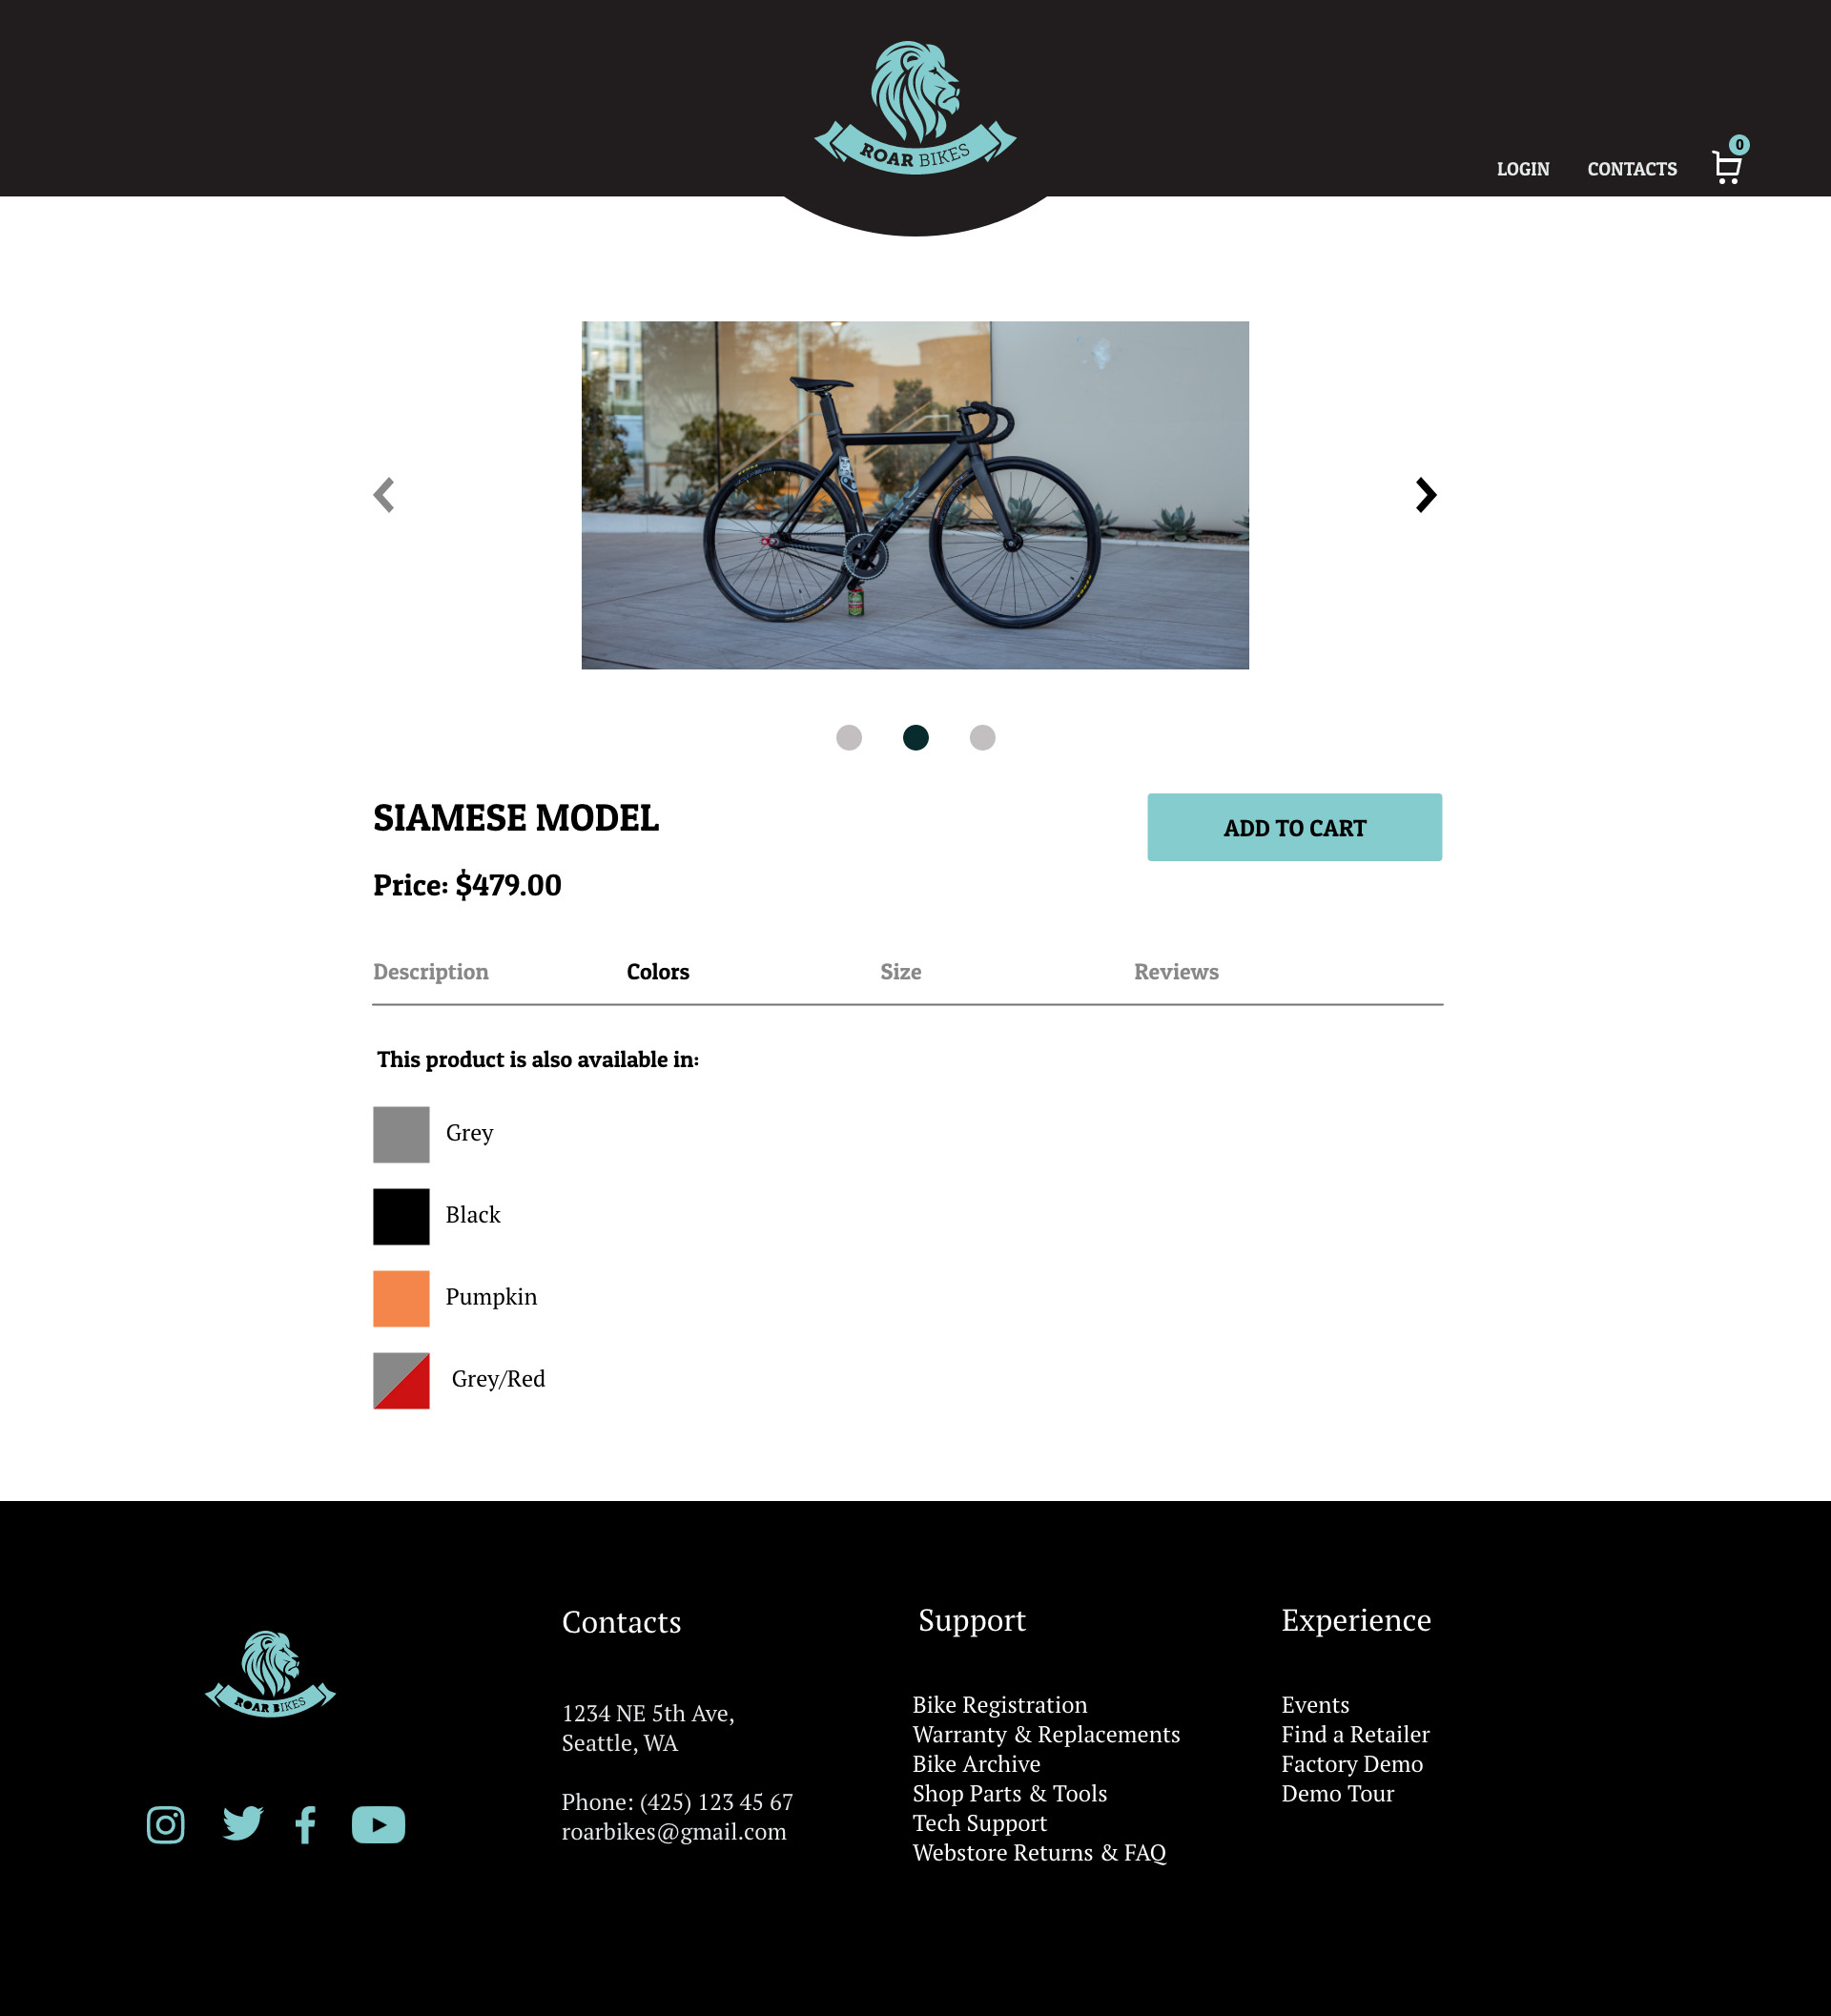 ROAR BIKES
0
LOGIN CONTACTS
SIAMESE MODEL
ADD TO CART
Price: $479.00
Description Colors Size Reviews
This product is also available in:
Grey
Black
Pumpkin
Grey/Red
ROAR BIKES
Contacts
1234 NE 5th Ave,
Seattle, WA
Phone: (425) 123 45 67
roarbikes@gmail.com
Support
Bike Registration
Warranty & Replacements
Bike Archive
Shop Parts & Tools
Tech Support
Webstore Returns & FAQ
Experience
Events
Find a Retailer
Factory Demo
Demo Tour